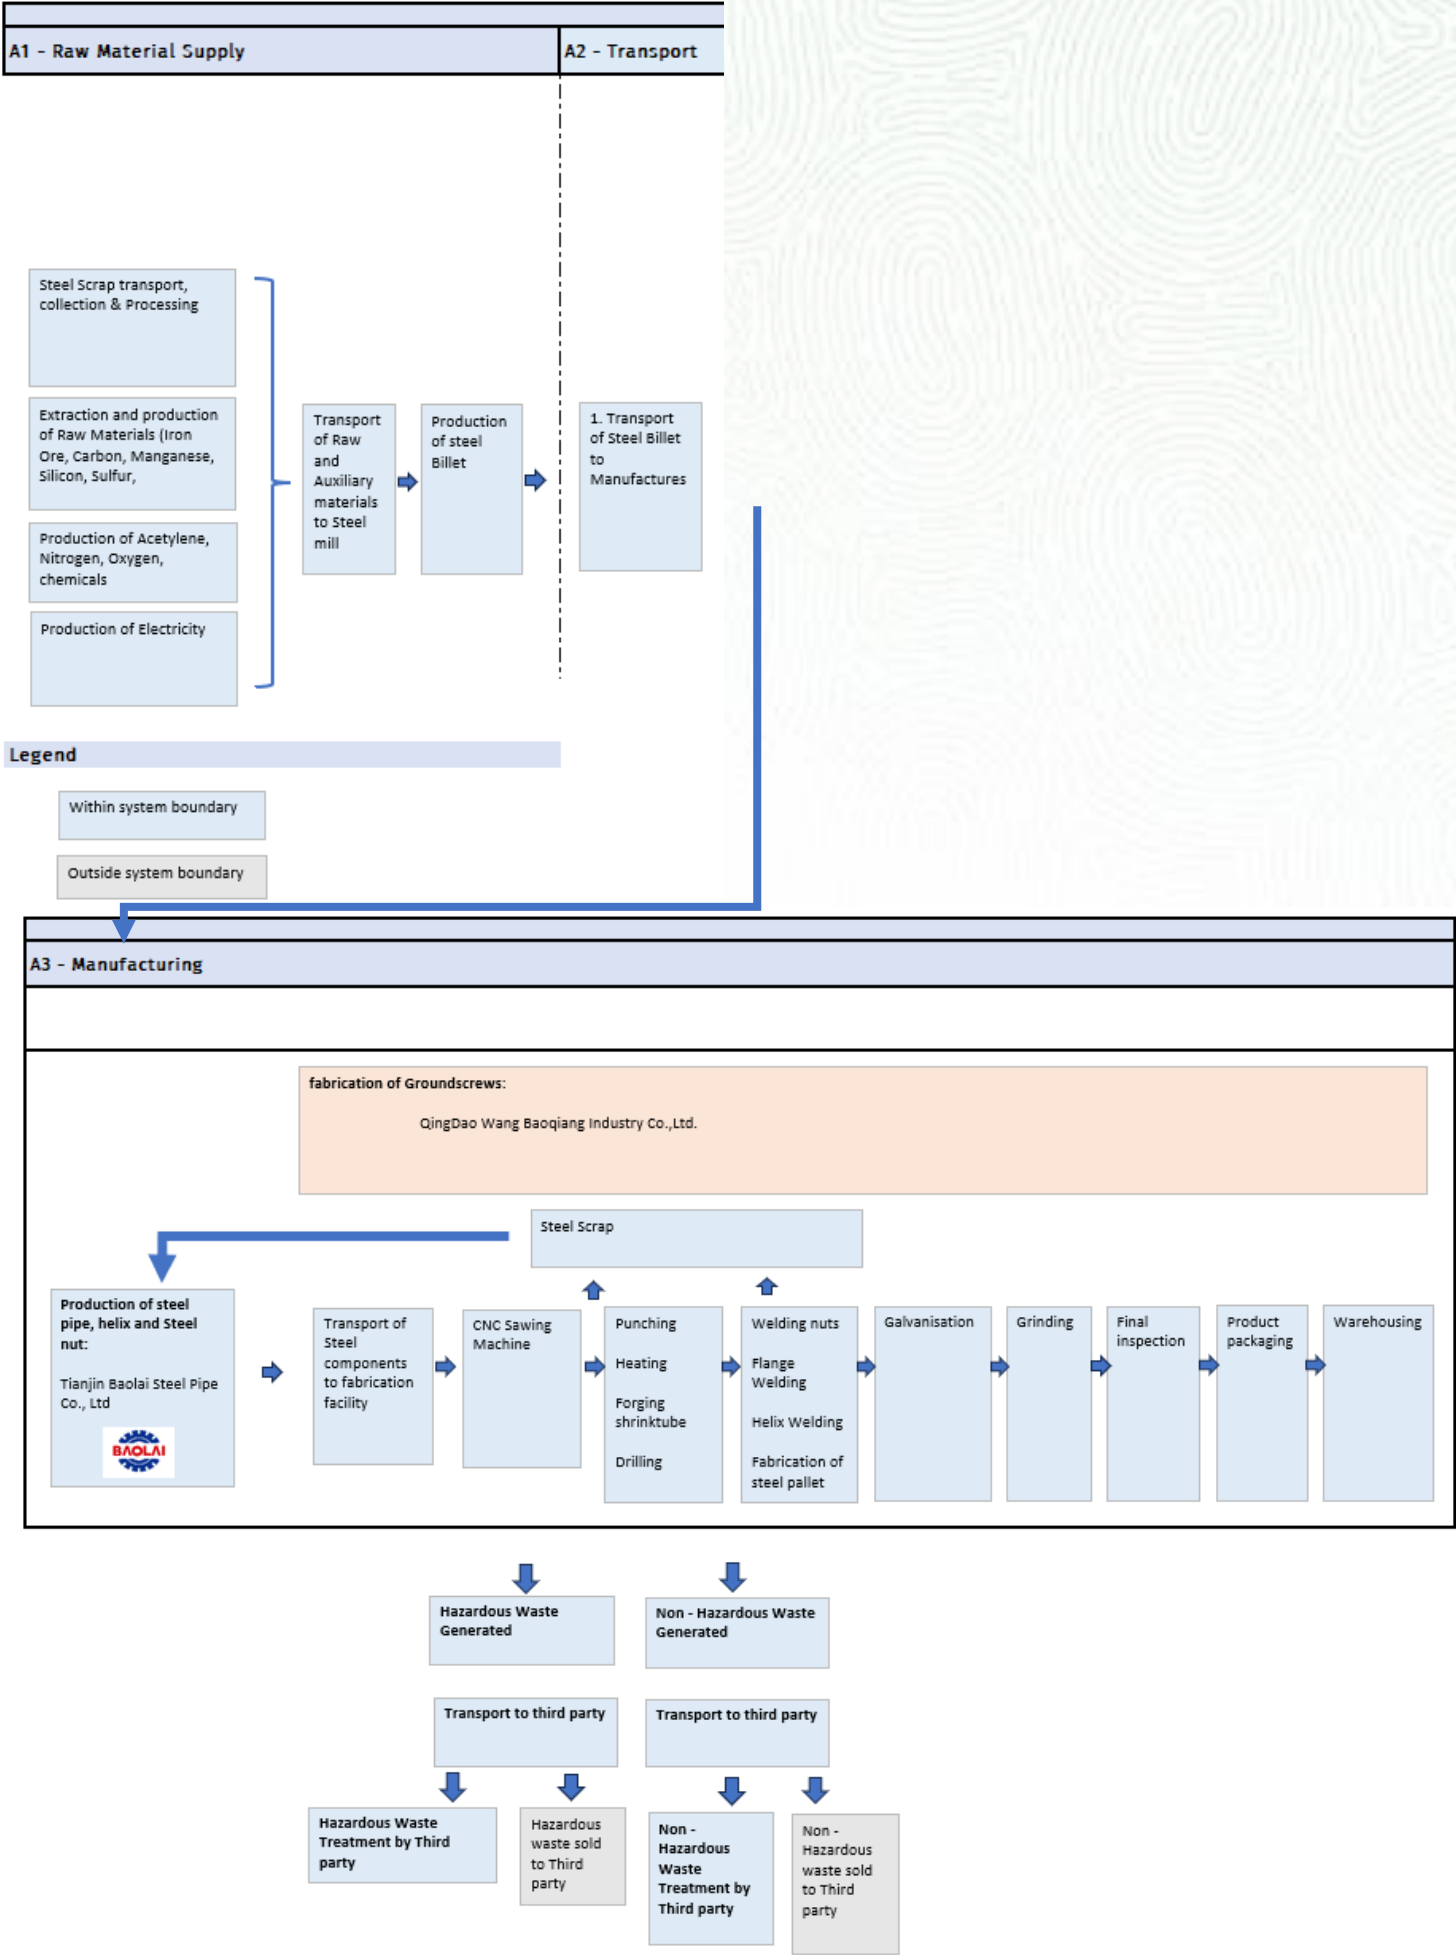 A1 - Raw Material Supply
A2 - Transport
Steel Scrap transport,
collection & Processing
Extraction and production
of Raw Materials (Iron
Ore, Carbon, Manganese,
Silicon, Sulfur,
Production of Acetylene,
Nitrogen, Oxygen,
chemicals
Production of Electricity
Transport
of Raw
and
Auxiliary
materials
to Steel
mill
Production
of steel
Billet
1. Transport
of Steel Billet
to
Manufactures
Legend
Within system boundary
Outside system boundary
A3 - Manufacturing
fabrication of Groundscrews:
QingDao Wang Baoqiang Industry Co.,Ltd.
Steel Scrap
Production of steel
pipe, helix and Steel
nut:
Tianjin Baolai Steel Pipe
Co., Ltd
BAOLAI
Transport of
Steel
components
to fabrication
facility
CNC Sawing
Machine
Punching
Heating
Forging
shrinktube
Drilling
Welding nuts
Flange
Welding
Helix Welding
Fabrication of
steel pallet
Galvanisation
Grinding
Final
inspection
Product
packaging
Warehousing
Hazardous Waste
Generated
Non - Hazardous Waste
Generated
Transport to third party
Transport to third party
Hazardous Waste
Treatment by Third
party
Hazardous
waste sold
to Third
party
Non -
Hazardous
Waste
Treatment by
Third party
Non -
Hazardous
waste sold
to Third
party